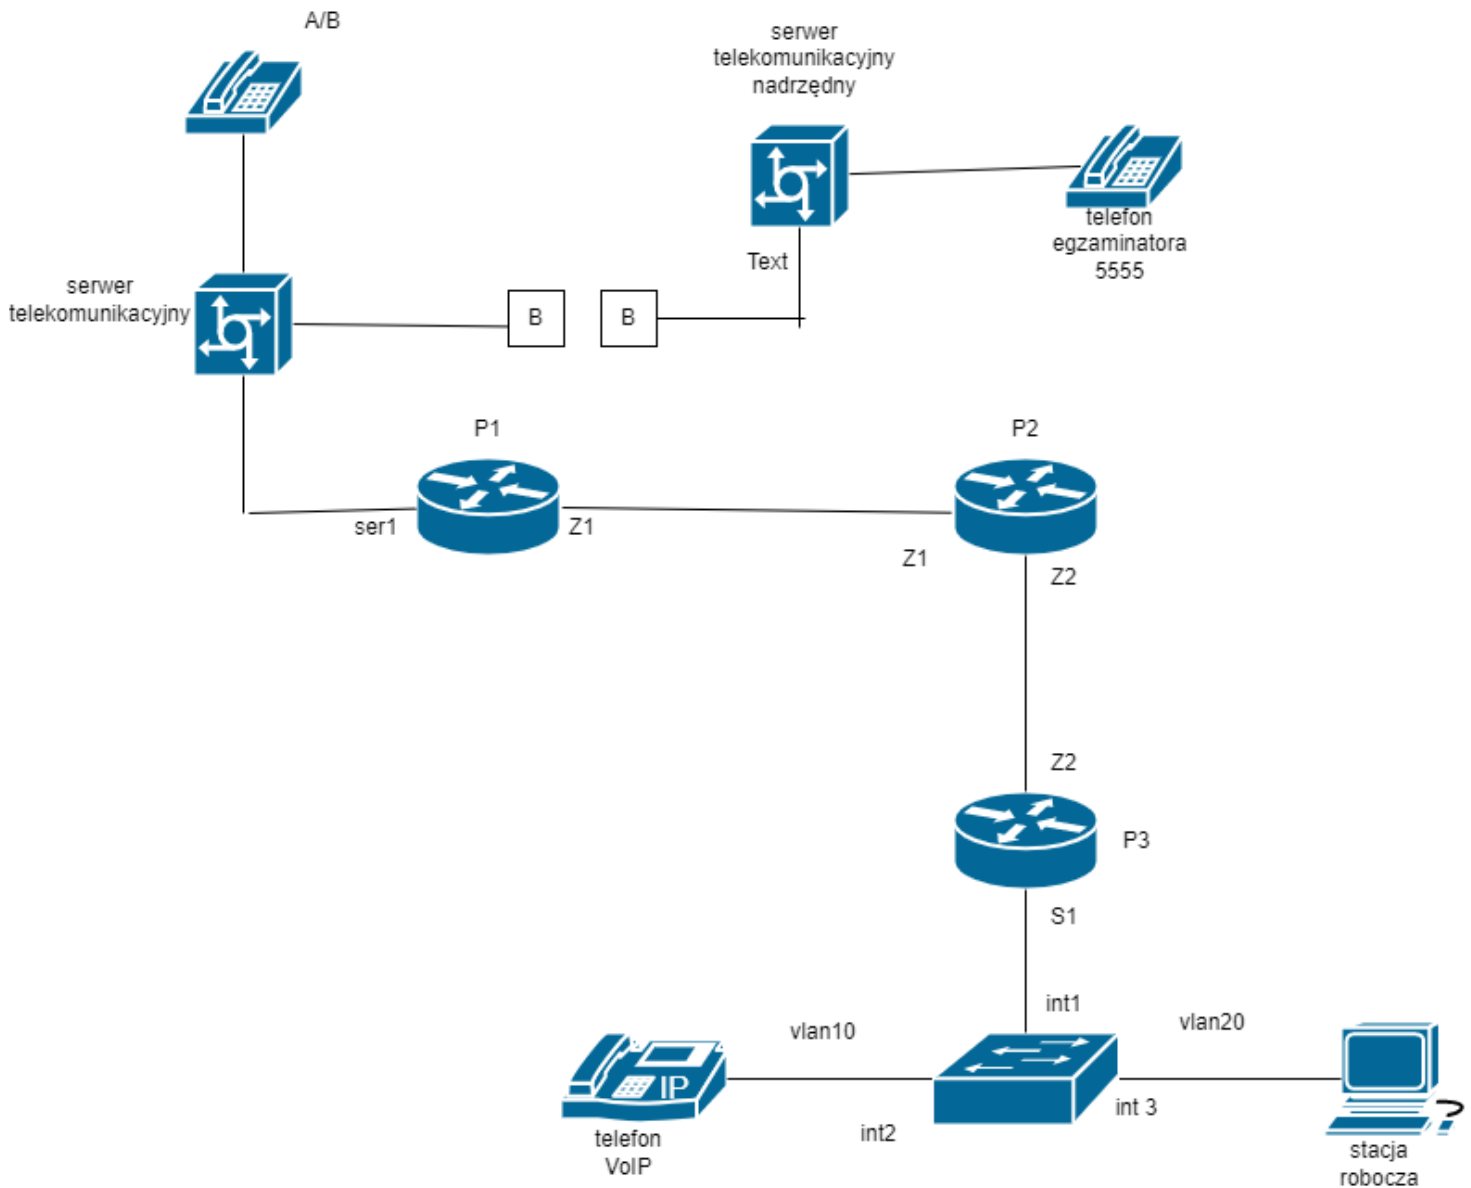 A/B
serwer
telekomunikacyjny
nadrzędny
telefon
egzaminatora
5555
Text
serwer
telekomunikacyjny
B
B
P1
P2
ser1
Z1
Z1
Z2
Z2
P3
S1
int1
vlan10
vlan20
IP
int 3
int2
telefon
VoIP
stacja
robocza